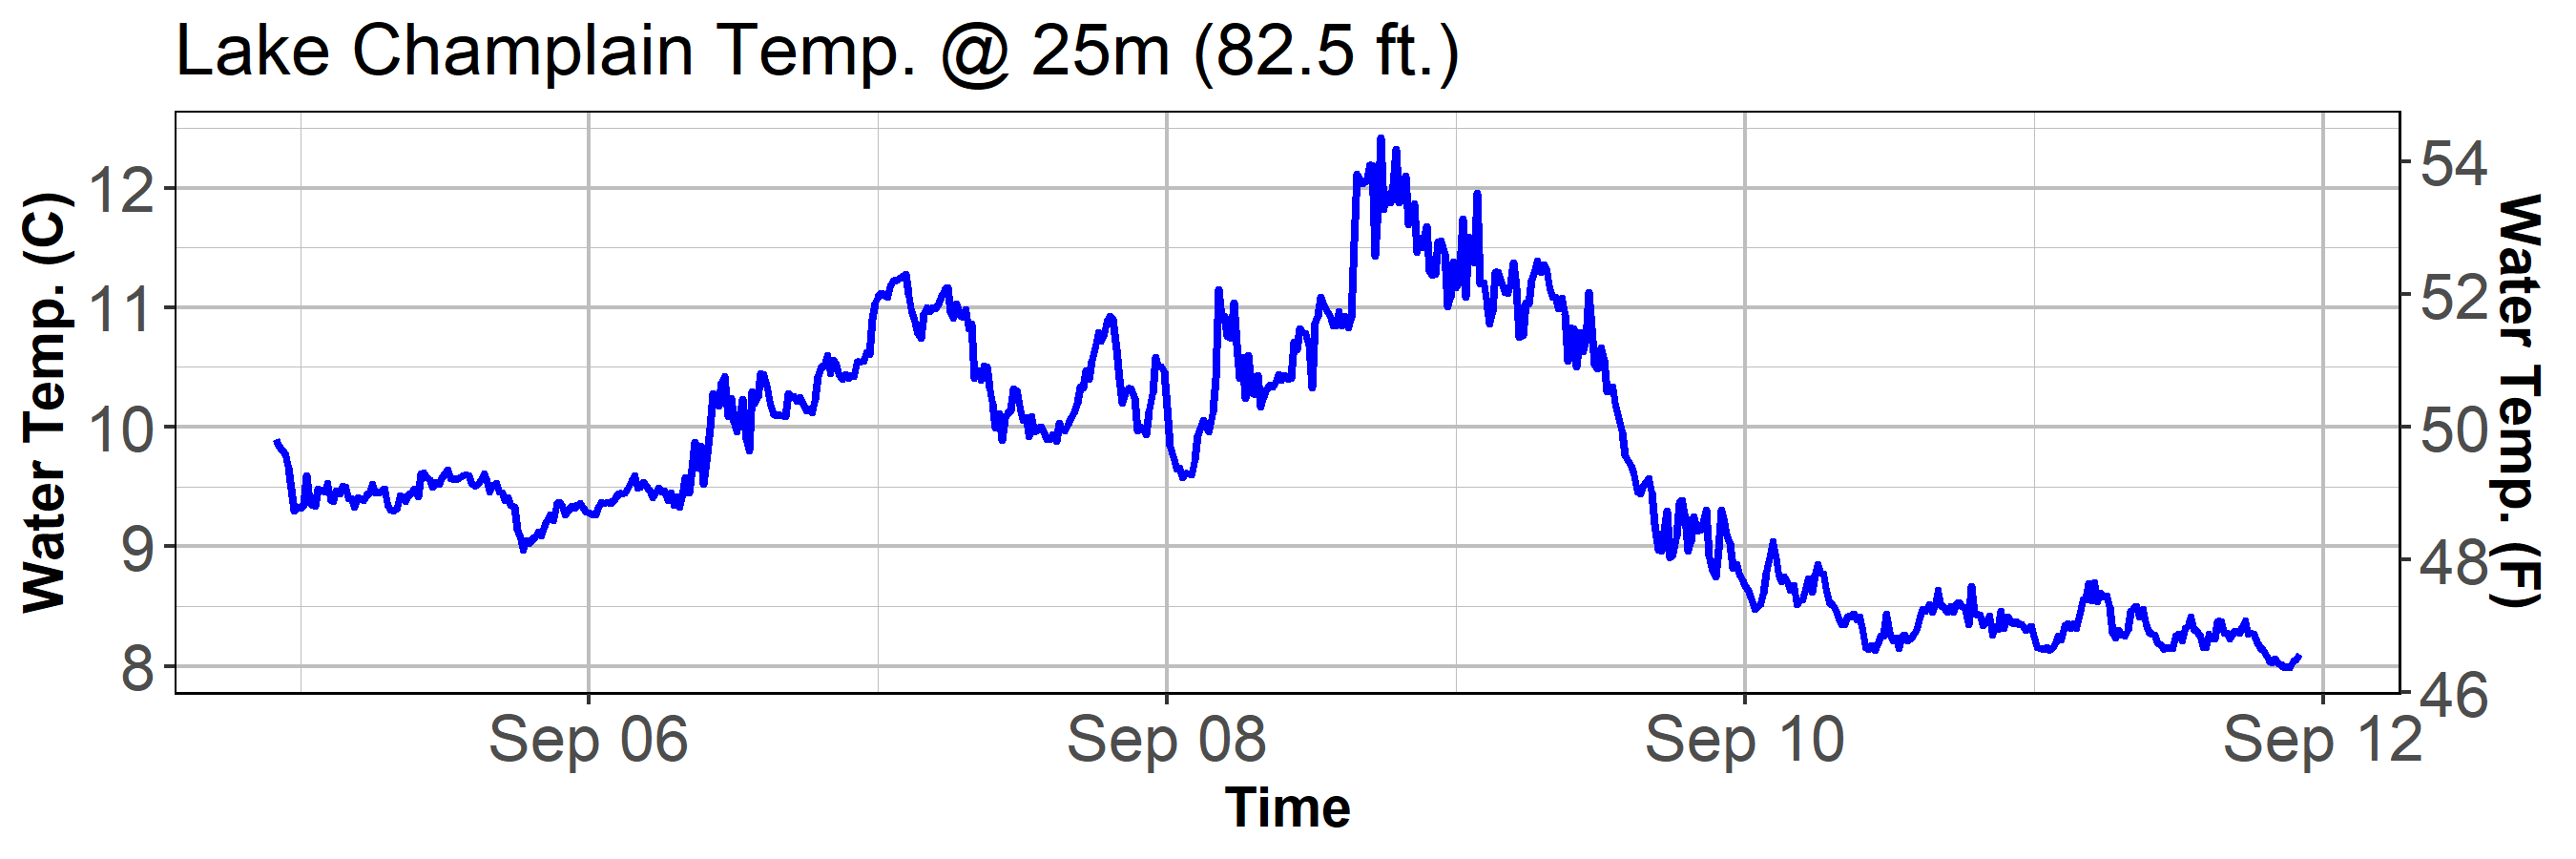 Lake Champlain Temp. @ 25m (82.5 ft.)
Water Temp. (C)
12
11
10
9
8
54
52
50
48
46
Water Temp. (F)
Sep 06
Sep 08
Sep 10
Sep 12
Time